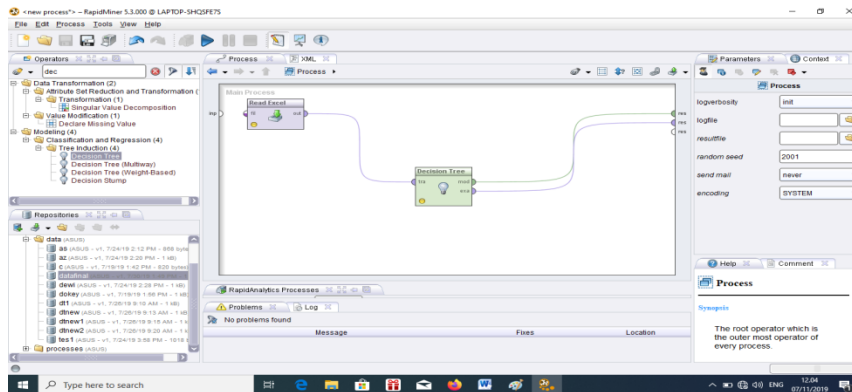 <new process*> – RapidMiner 5.3.000 @ LAPTOP-SHQSFE7S
File Edit Process Tools View Help
Operators
Process
XML
Parameters
Context
dec
Process
Process
Data Transformation (2)
Attribute Set Reduction and Transformation (
Transformation (1)
Singular Value Decomposition
Value Modification (1)
Declare Missing Value
Modeling (4)
Classification and Regression (4)
Tree Induction (4)
Decision Tree
Decision Tree (Multiway)
Decision Tree (Weight-Based)
Decision Stump
Main Process
Read Excel
inp
fil
out
Decision Tree
tra
mod
exa
res
res
res
logverbosity
init
logfile
resultfile
random seed
2001
send mail
never
encoding
SYSTEM
Repositories
data (ASUS)
as (ASUS - v1, 7/24/19 2:12 PM - 868 bytes
az (ASUS - v1, 7/24/19 2:20 PM - 1 kB)
c (ASUS - v1, 7/19/19 1:42 PM - 826 bytes)
datafinal
dewi (ASUS - v1, 7/24/19 2:28 PM - 1 kB)
dokey (ASUS - v1, 7/19/19 1:56 PM - 1 kB)
dt1 (ASUS - v1, 7/26/19 9:10 AM - 1 kB)
dtnew (ASUS - v1, 7/26/19 9:13 AM - 1 kB)
dtnew1 (ASUS - v1, 7/26/19 9:15 AM - 1 k
dtnew2 (ASUS - v1, 7/26/19 9:20 AM - 1 k
tes1 (ASUS - v1, 7/24/19 3:58 PM - 1018 b
processes (ASUS)
RapidAnalytics Processes
Problems
Log
No problems found
Message
Fixes
Location
Help
Comment
Process
Synopsis
The root operator which is
the outer most operator of
every process.
Type here to search
ENG
12.04
07/11/2019